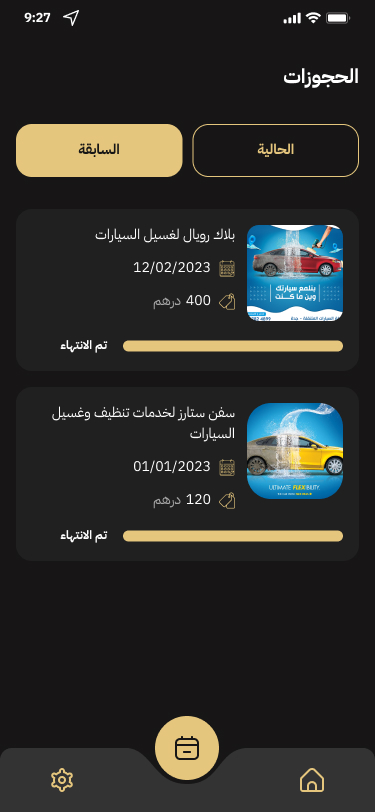 9:27
الحجوزات
الحالية
السابقة
بلاك رويال لغسيل السيارات
12/02/2023
400 درهم
بنلمع سيارتك
وين ما كنت
تم الانتهاء
سفن ستارز لخدمات تنظيف وغسيل
السيارات
01/01/2023
120 درهم
ULTIMATE FLEXIBILITY
تم الانتهاء